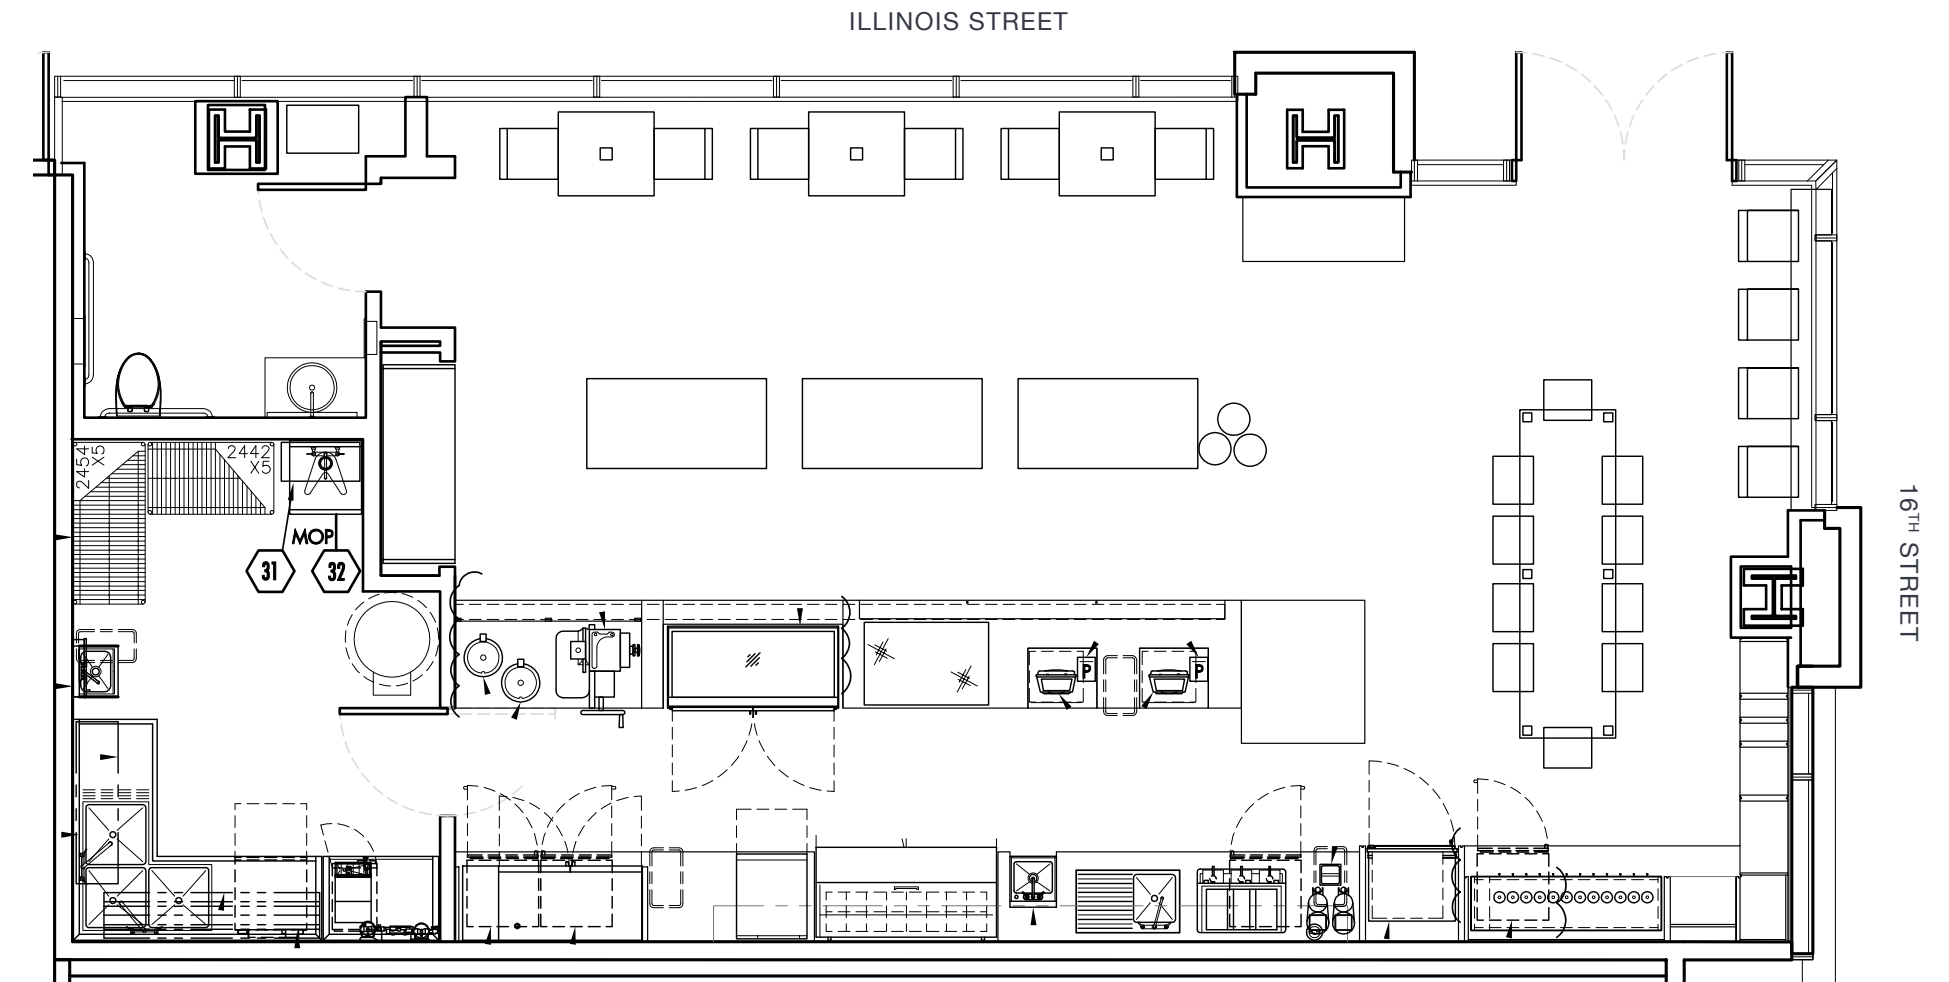 ILLINOIS STREET
2454
X5
2442
X5
MOP
31
32
P
P
16TH STREET